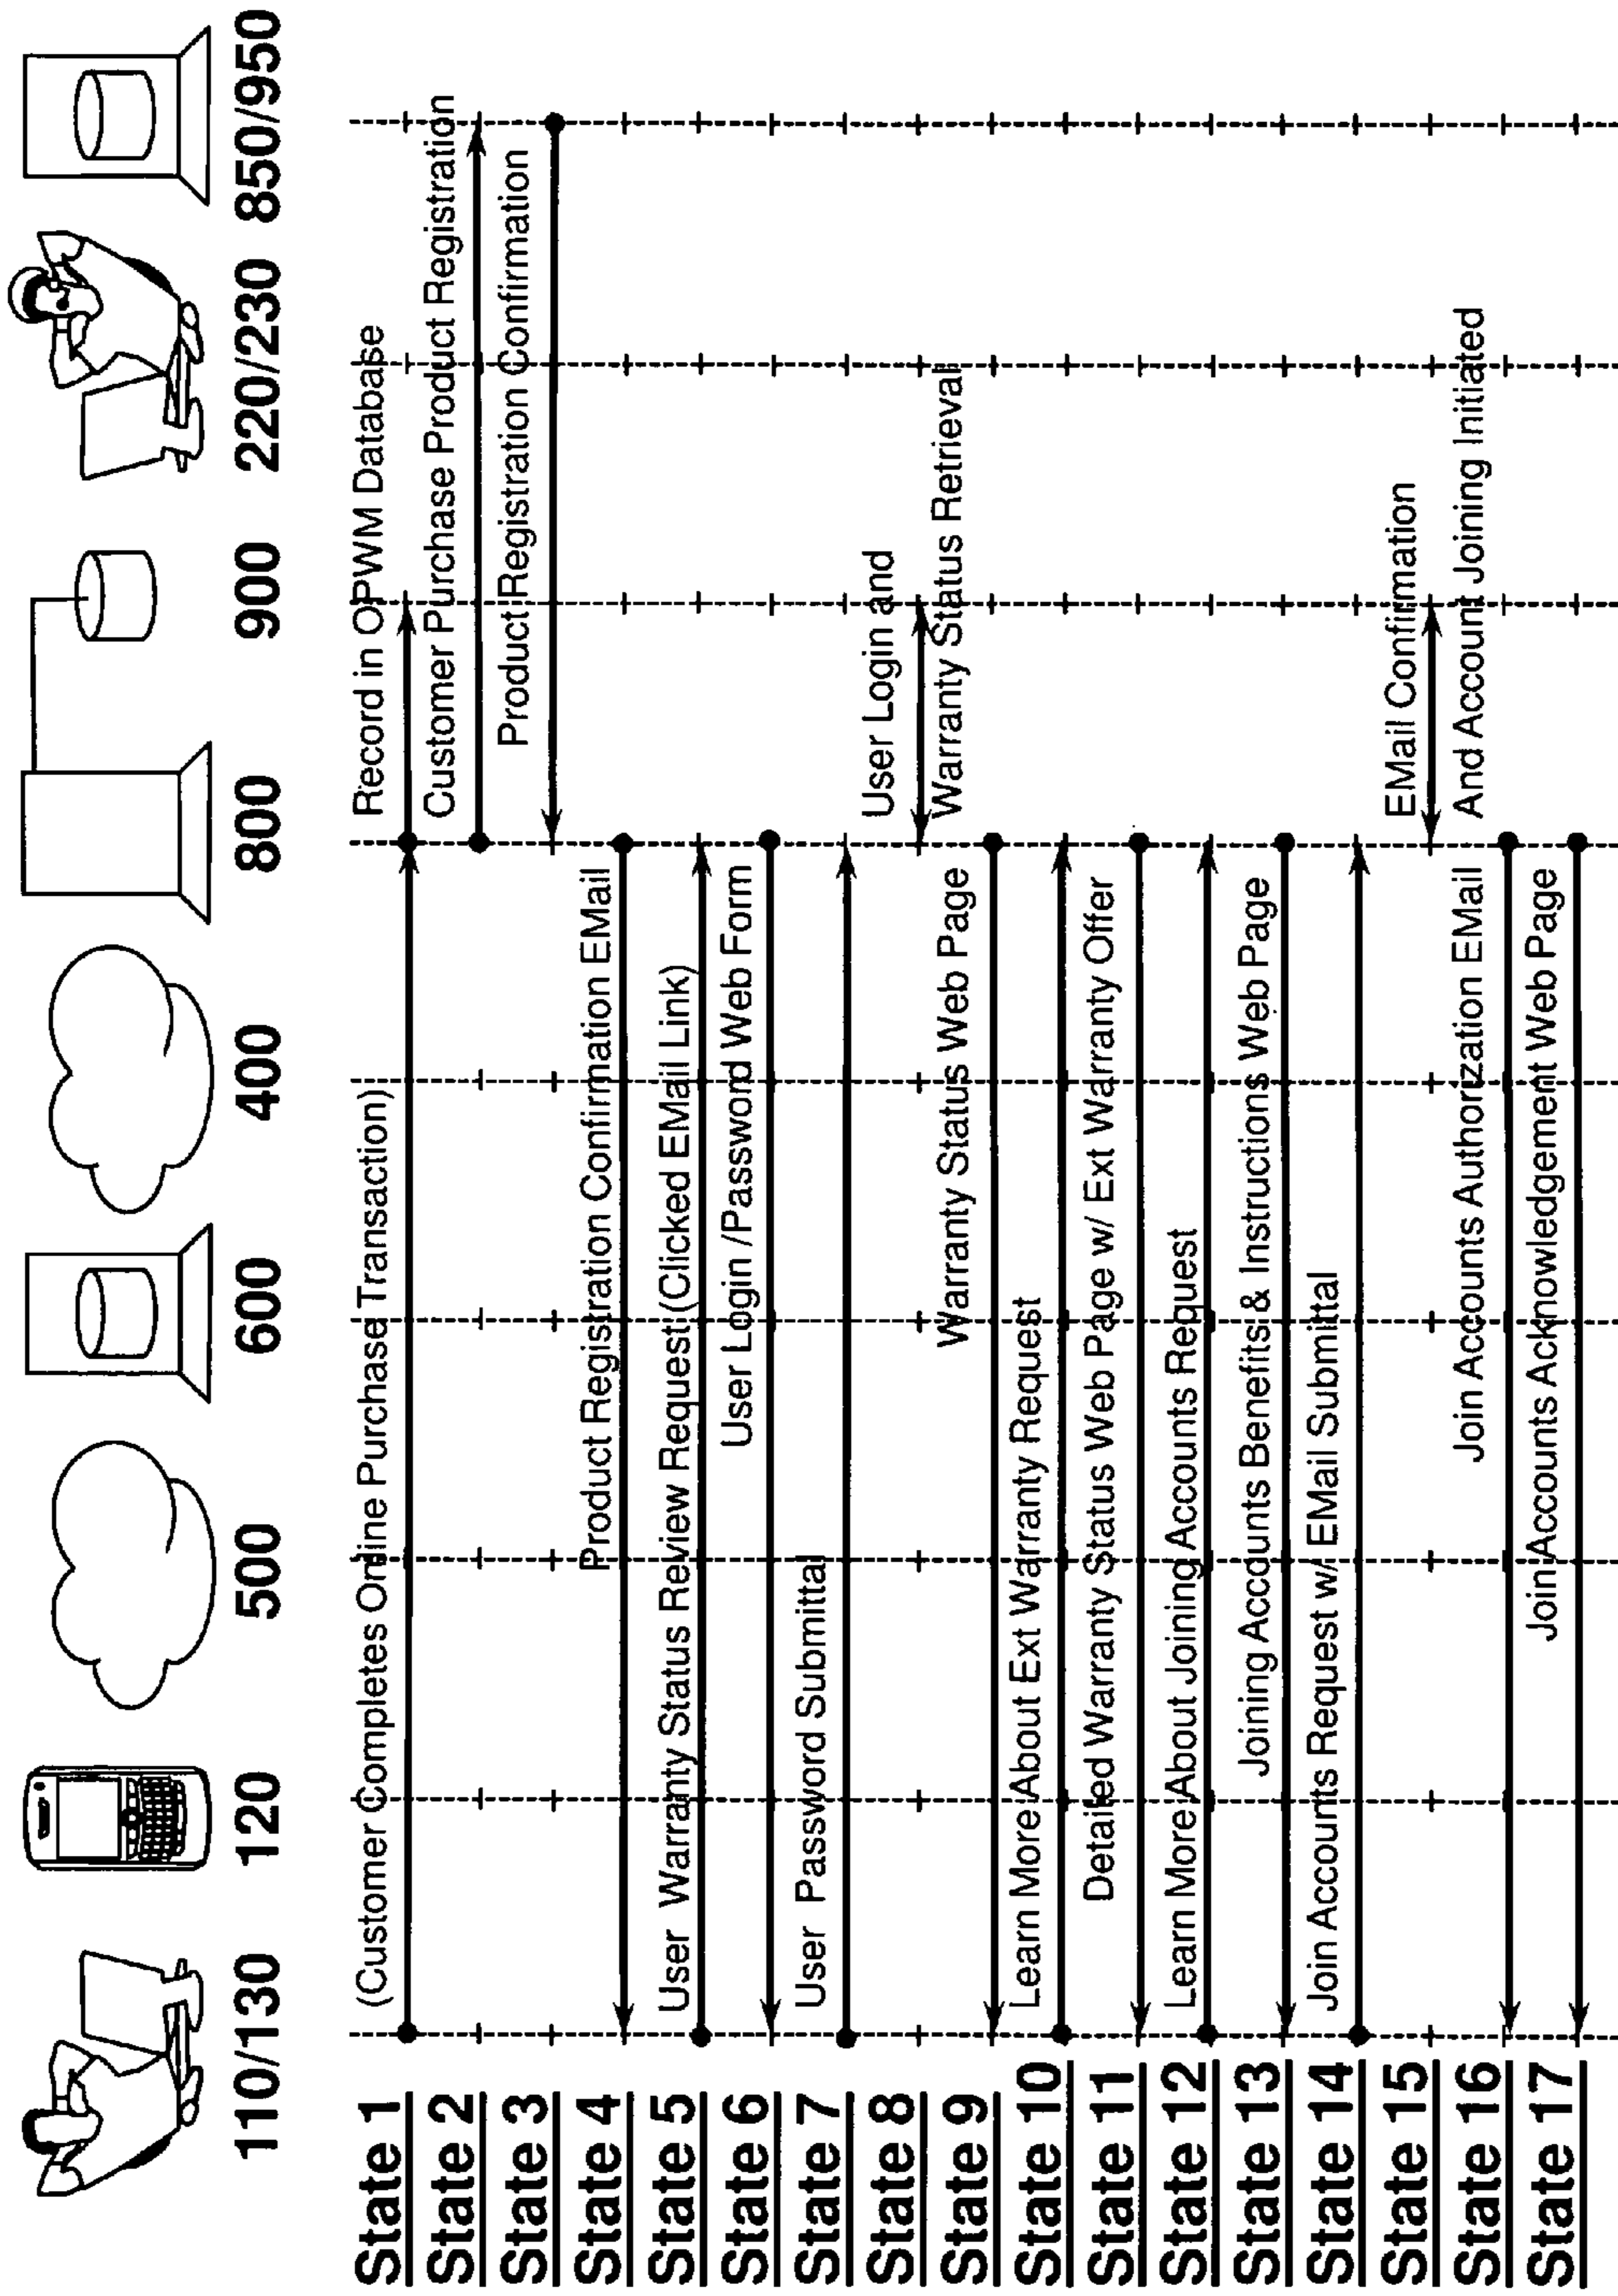 110/130
120
500
600
400
800
900
220/230
850/950
State 1
(Customer Completes Online Purchase Transaction)
Record in OPWM Database
State 2
Customer Purchase Product Registration
State 3
Product Registration Confirmation
State 4
Product Registration Confirmation EMail
State 5
User Warranty Status Review Request (Clicked EMail Link)
State 6
User Login /Password Web Form
State 7
User Password Submittal
State 8
User Login and
Warranty Status Retrieval
State 9
Warranty Status Web Page
State 10
Learn More About Ext Warranty Request
State 11
Detailed Warranty Status Web Page w/ Ext Warranty Offer
State 12
Learn More About Joining Accounts Request
State 13
Joining Accounts Benefits & Instructions Web Page
State 14
Join Accounts Request w/ EMail Submittal
State 15
EMail Confirmation
And Account Joining Initiated
State 16
Join Accounts Authorization EMail
State 17
Join Accounts Acknowledgement Web Page